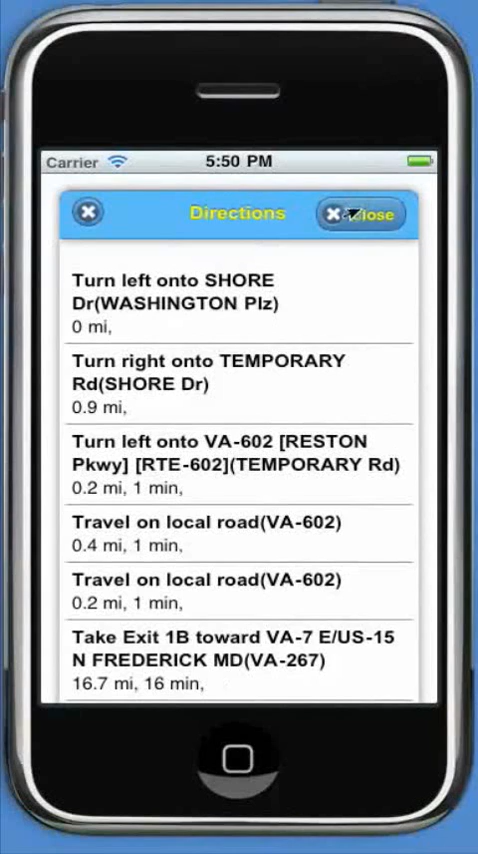 Carrier 5:50 PM
Directions Close
Turn left onto SHORE
Dr(WASHINGTON Plz)
0 mi,
Turn right onto TEMPORARY
Rd(SHORE Dr)
0.9 mi,
Turn left onto VA-602 [RESTON
Pkwy] [RTE-602](TEMPORARY Rd)
0.2 mi, 1 min,
Travel on local road(VA-602)
0.4 mi, 1 min,
Travel on local road(VA-602)
0.2 mi, 1 min,
Take Exit 1B toward VA-7 E/US-15
N FREDERICK MD(VA-267)
16.7 mi, 16 min,